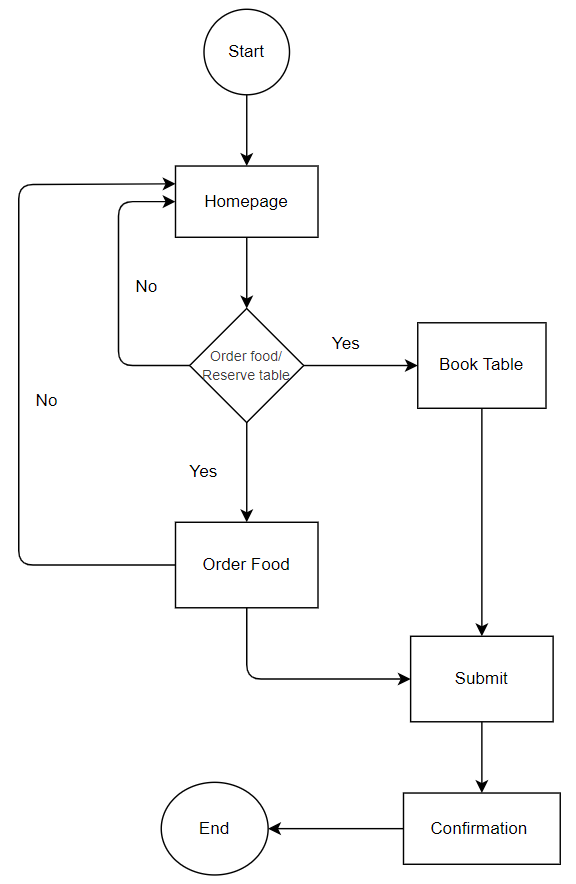 Start
Homepage
No
Order food/
Reserve table
Yes
Book Table
No
Yes
Order Food
Submit
End
Confirmation